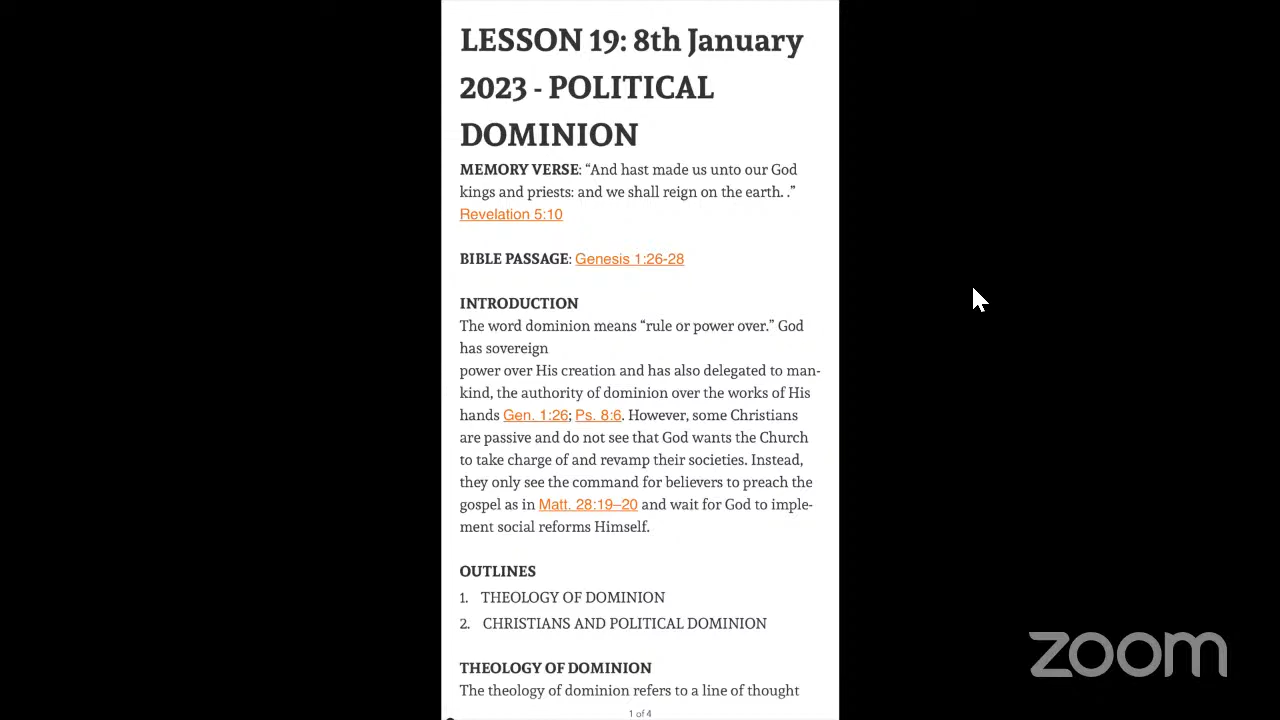 LESSON 19: 8th January
2023 - POLITICAL
DOMINION
MEMORY VERSE: “And hast made us unto our God
kings and priests: and we shall reign on the earth. .”
Revelation 5:10
BIBLE PASSAGE: Genesis 1:26-28
INTRODUCTION
The word dominion means “rule or power over.” God
has sovereign
power over His creation and has also delegated to man-
kind, the authority of dominion over the works of His
hands Gen. 1:26; Ps. 8:6. However, some Christians
are passive and do not see that God wants the Church
to take charge of and revamp their societies. Instead,
they only see the command for believers to preach the
gospel as in Matt. 28:19–20 and wait for God to imple-
ment social reforms Himself.
OUTLINES
1. THEOLOGY OF DOMINION
2. CHRISTIANS AND POLITICAL DOMINION
THEOLOGY OF DOMINION
The theology of dominion refers to a line of thought
1 of 4
zoom